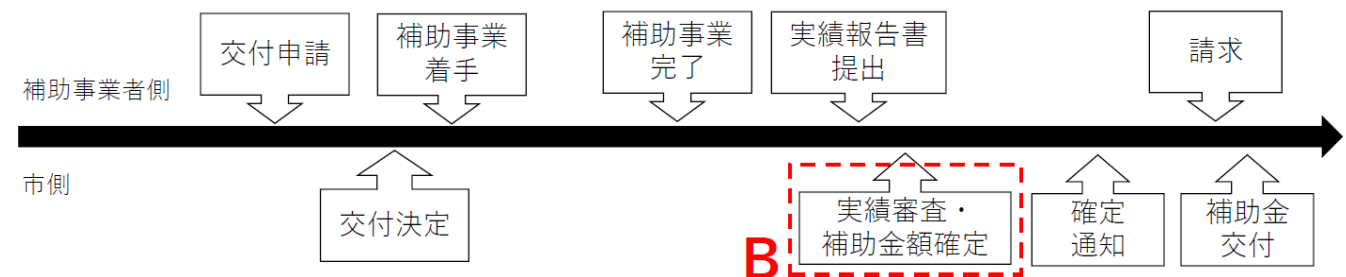 交付申請
補助事業
着手
補助事業
完了
実績報告書
提出
請求
補助事業者側
市側
交付決定
B
実績審査・
補助金額確定
確定
通知
補助金
交付